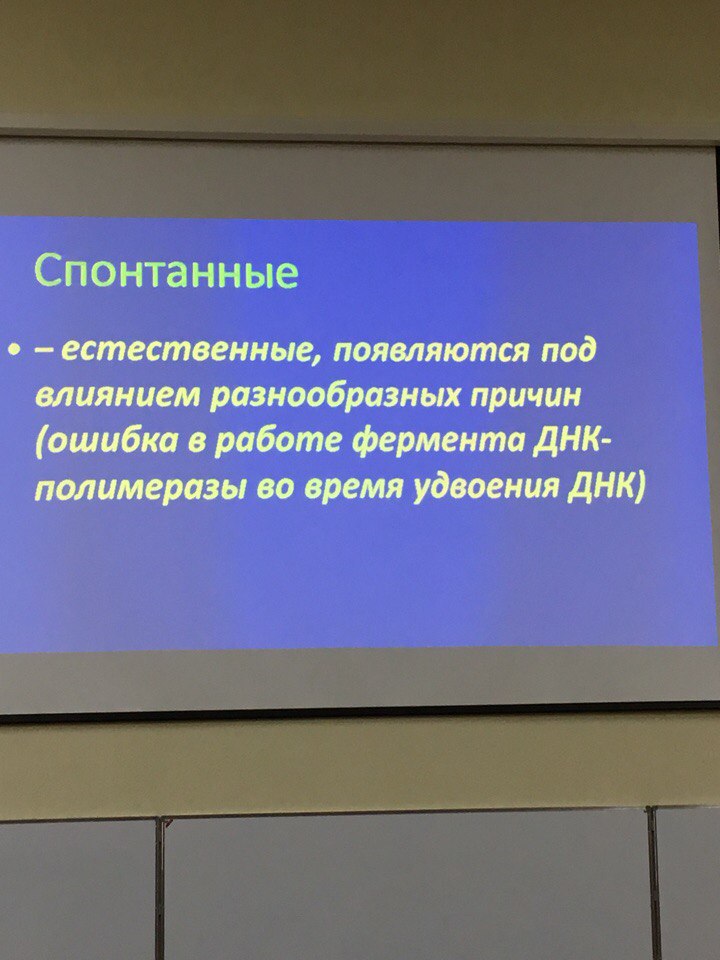 Спонтанные
• – естественные, появляются под
влиянием разнообразных причин
(ошибка в работе фермента ДНК-
полимеразы во время удвоения ДНК)